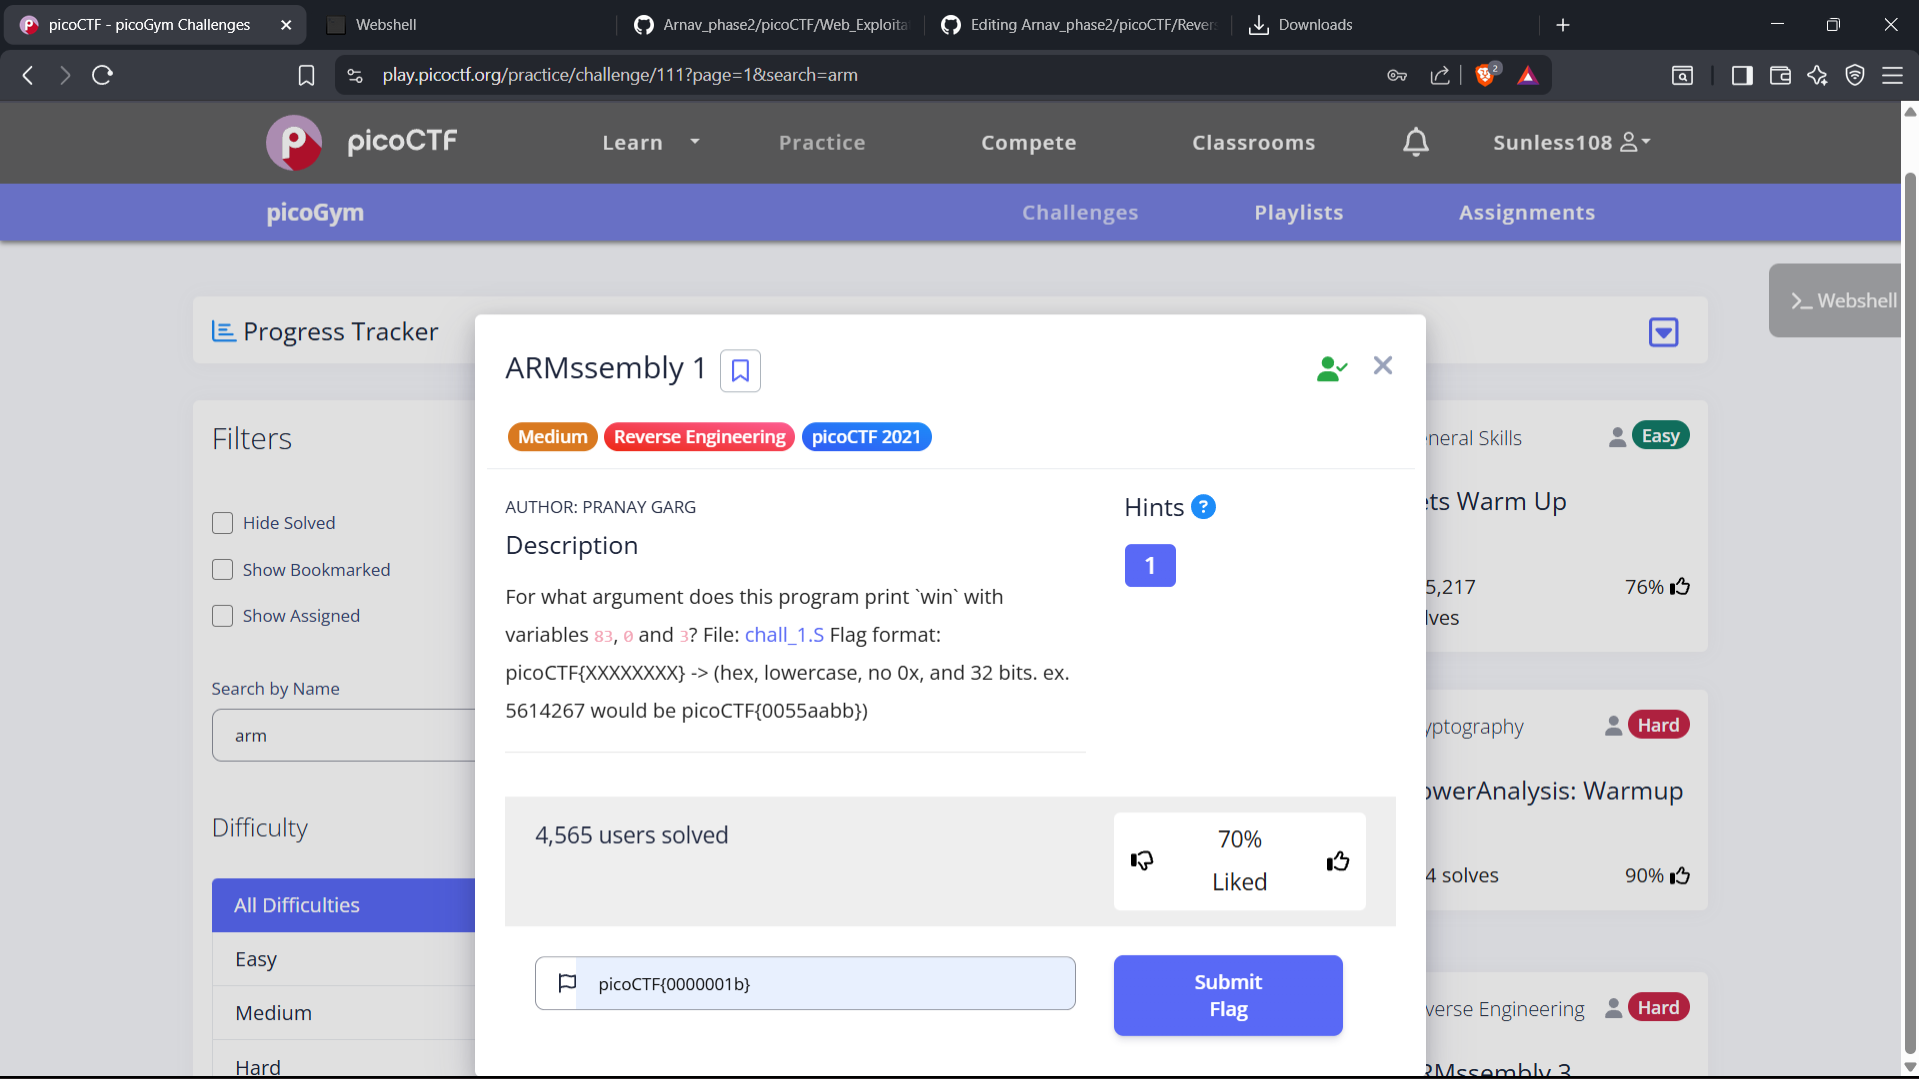 picoCTF - picoGym Challenges
Webshell
Arnav_phase2/picoCTF/Web_Exploita
Editing Arnav_phase2/picoCTF/Revers
Downloads
play.picoctf.org/practice/challenge/111?page=1&search=arm
2
picoCTF
Learn
Practice
Compete
Classrooms
Sunless108
picoGym
Challenges
Playlists
Assignments
>_ Webshell
Progress Tracker
Filters
Hide Solved
Show Bookmarked
Show Assigned
Search by Name
arm
Difficulty
All Difficulties
Easy
Medium
Hard
ARMssembly 1
Medium
Reverse Engineering
picoCTF 2021
AUTHOR: PRANAY GARG
Description
For what argument does this program print `win` with
variables 83, 0 and 3? File: chall_1.S Flag format:
picoCTF{XXXXXXXX} -> (hex, lowercase, no 0x, and 32 bits. ex.
5614267 would be picoCTF{0055aabb})
Hints ?
1
4,565 users solved
70%
Liked
picoCTF{0000001b}
Submit
Flag
neral Skills
Easy
ts Warm Up
5,217
lves
76%
yptography
Hard
owerAnalysis: Warmup
4 solves
90%
verse Engineering
Hard
RMssembly 3